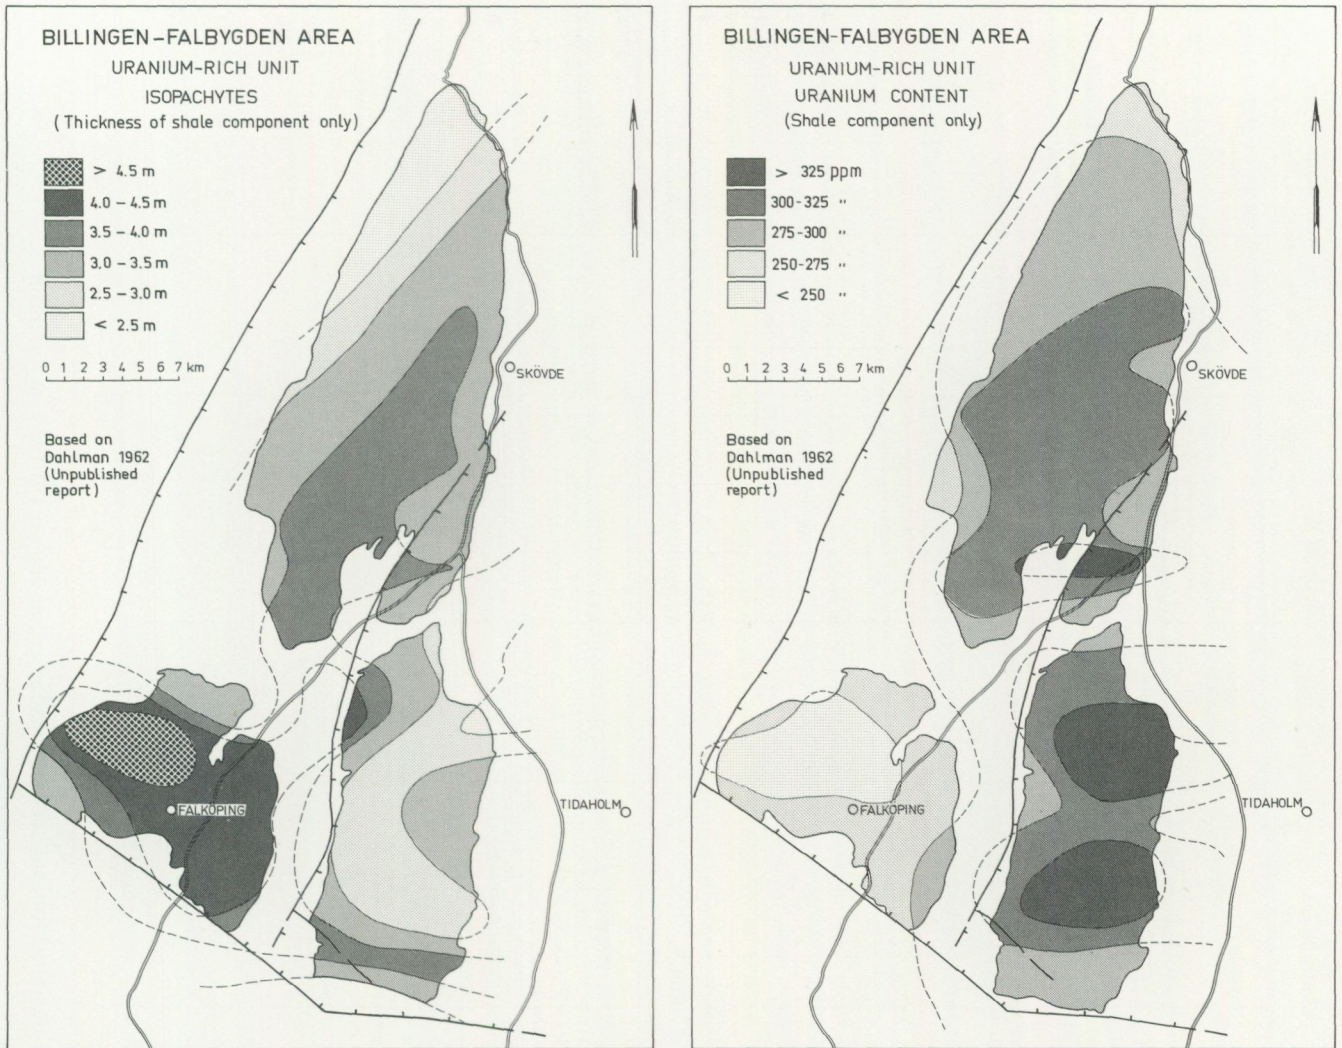 BILLINGEN–FALBYGDEN AREA
URANIUM-RICH UNIT
ISOPACHYTES
(Thickness of shale component only)
> 4.5 m
4.0 – 4.5 m
3.5 – 4.0 m
3.0 – 3.5 m
2.5 – 3.0 m
< 2.5 m
0 1 2 3 4 5 6 7 km
Based on
Dahlman 1962
(Unpublished
report)
SKÖVDE
FALKÖPING
TIDAHOLM
BILLINGEN-FALBYGDEN AREA
URANIUM-RICH UNIT
URANIUM CONTENT
(Shale component only)
> 325 ppm
300-325 "
275-300 "
250-275 "
< 250 "
0 1 2 3 4 5 6 7 km
Based on
Dahlman 1962
(Unpublished
report)
SKÖVDE
FALKÖPING
TIDAHOLM